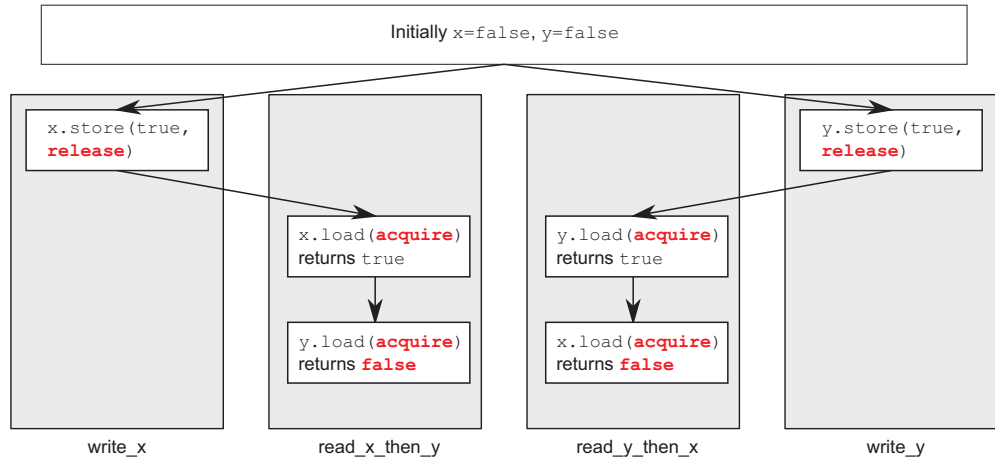 Initially x=false, y=false
x.store(true,
release)
y.store(true,
release)
x.load(acquire)
returns true
y.load(acquire)
returns true
y.load(acquire)
returns false
x.load(acquire)
returns false
write_x
read_x_then_y
read_y_then_x
write_y